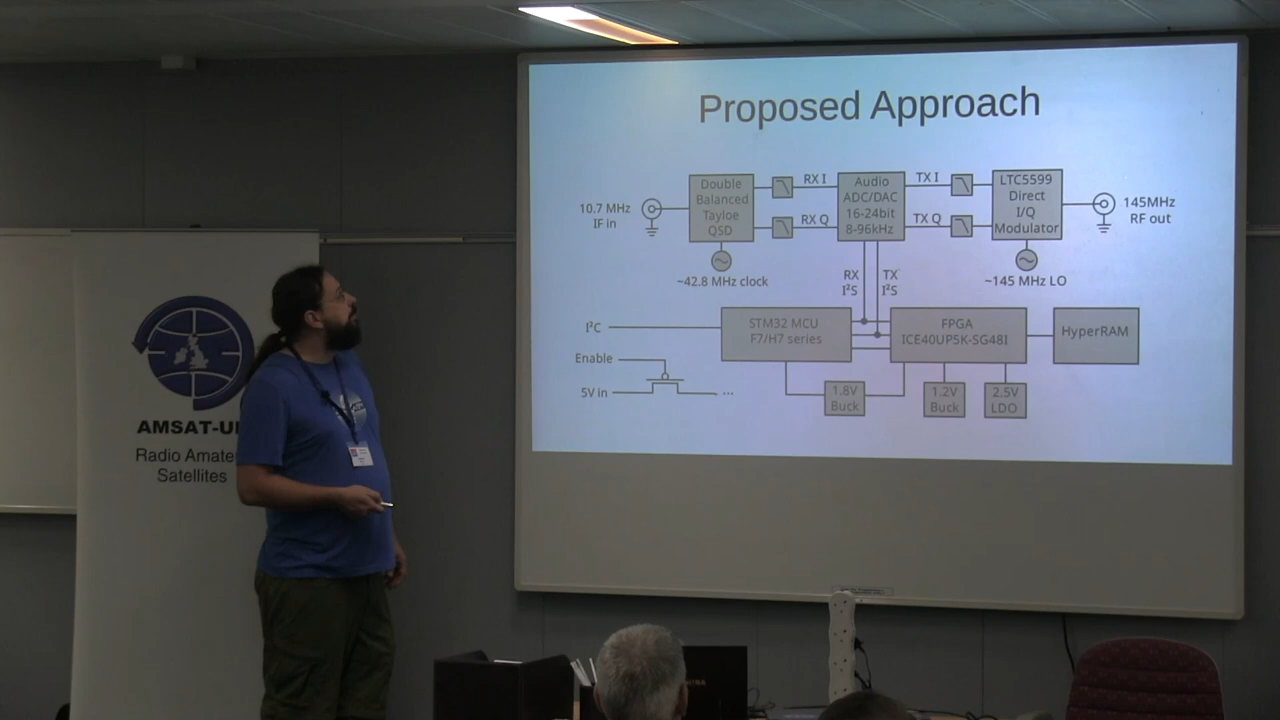 Proposed Approach
10.7 MHz
IF in
Double
Balanced
Tayloe
QSD
~42.8 MHz clock
RX I
RX Q
Audio
ADC/DAC
16-24bit
8-96kHz
TX I
TX Q
LTC5599
Direct
I/Q
Modulator
~145 MHz LO
145MHz
RF out
RX
I²S
TX
I²S
I²C
STM32 MCU
F7/H7 series
FPGA
ICE40UP5K-SG48I
HyperRAM
Enable
5V in
...
1.8V
Buck
1.2V
Buck
2.5V
LDO
AMSAT-U
Radio Amate
Satellites